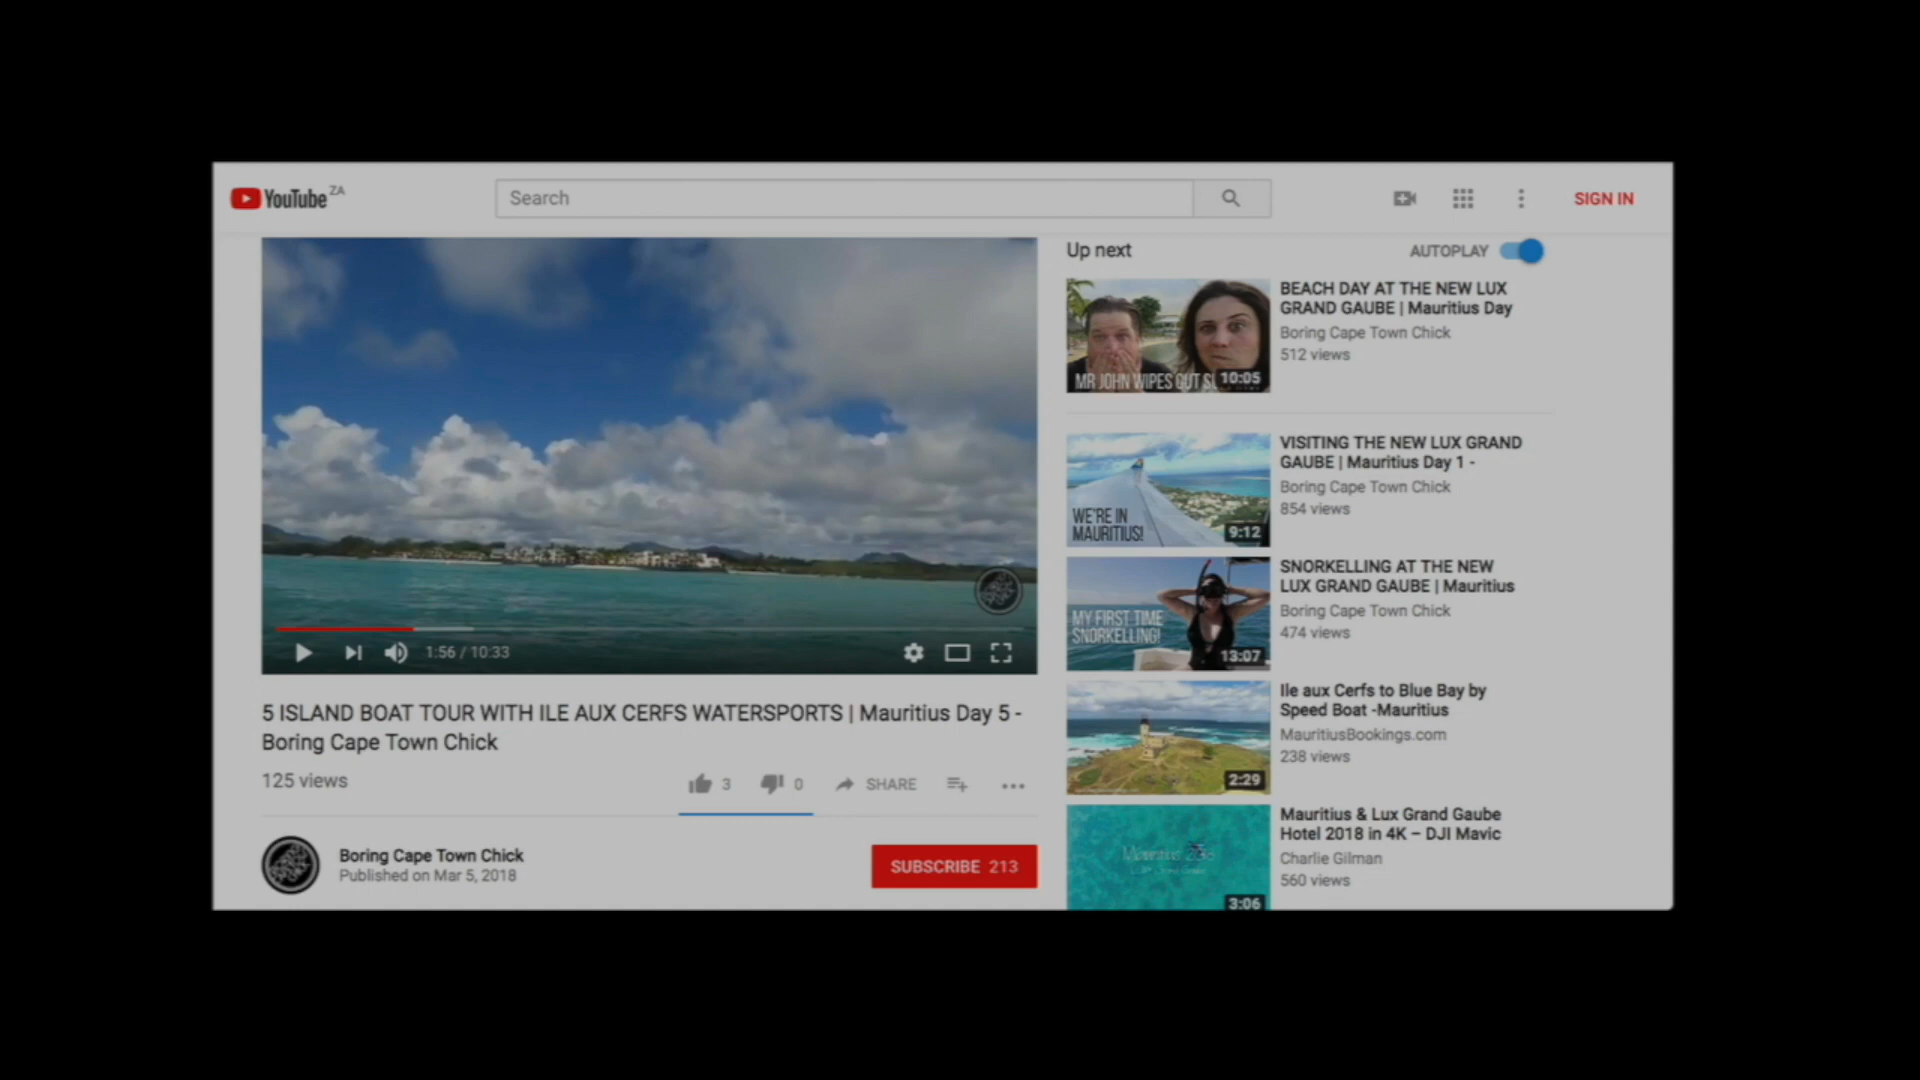 YouTube ZA
Search
SIGN IN
1:56 / 10:33
5 ISLAND BOAT TOUR WITH ILE AUX CERFS WATERSPORTS | Mauritius Day 5 -
Boring Cape Town Chick
125 views
3
0
SHARE
Boring Cape Town Chick
Published on Mar 5, 2018
SUBSCRIBE 213
Up next
AUTOPLAY
MR JOHN WIPES OUT
10:05
BEACH DAY AT THE NEW LUX
GRAND GAUBE | Mauritius Day
Boring Cape Town Chick
512 views
WE'RE IN
MAURITIUS!
9:12
VISITING THE NEW LUX GRAND
GAUBE | Mauritius Day 1 -
Boring Cape Town Chick
854 views
MY FIRST TIME
SNORKELLING!
13:07
SNORKELLING AT THE NEW
LUX GRAND GAUBE | Mauritius
Boring Cape Town Chick
474 views
2:29
Ile aux Cerfs to Blue Bay by
Speed Boat -Mauritius
MauritiusBookings.com
238 views
Mauritius
3:06
Mauritius & Lux Grand Gaube
Hotel 2018 in 4K – DJI Mavic
Charlie Gilman
560 views